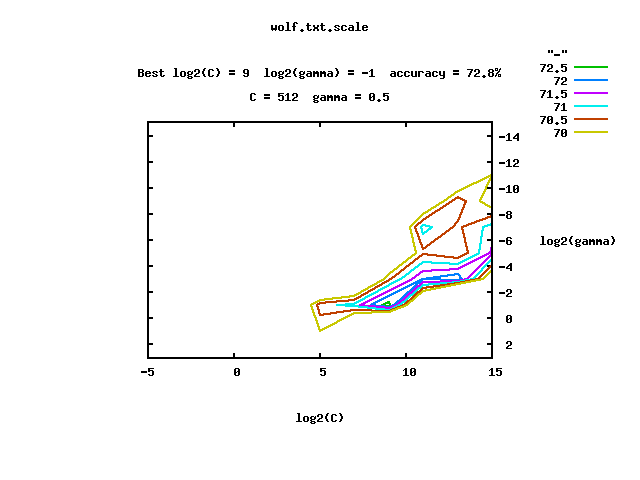 wolf.txt.scale
"-"
Best log2(C) = 9 log2(gamma) = -1 accuracy = 72.8%
72.5
72
C = 512 gamma = 0.5
71.5
71
70.5
70
-14
-12
-10
-8
-6
log2(gamma)
-4
-2
0
2
-5 0 5 10 15
log2(C)